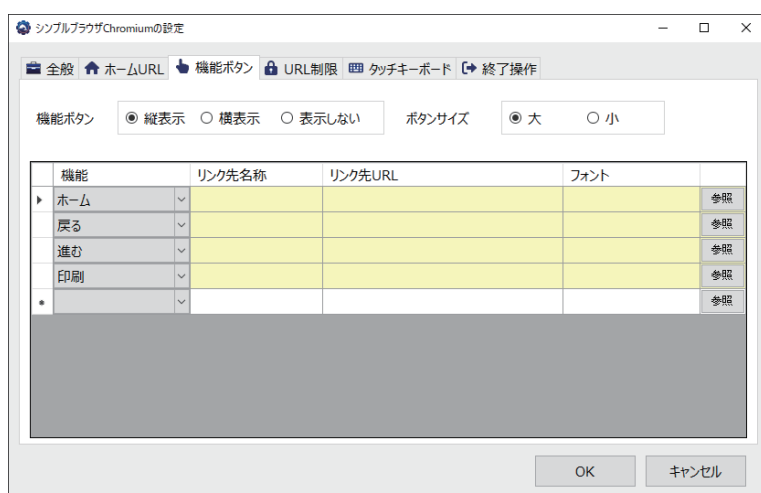 シンプルブラウザChromiumの設定
全般 ホームURL 機能ボタン URL制限 タッチキーボード 終了操作
機能ボタン 縦表示 横表示 表示しない ボタンサイズ 大 小
機能 リンク先名称 リンク先URL フォント
ホーム 参照
戻る 参照
進む 参照
印刷 参照
参照
OK キャンセル